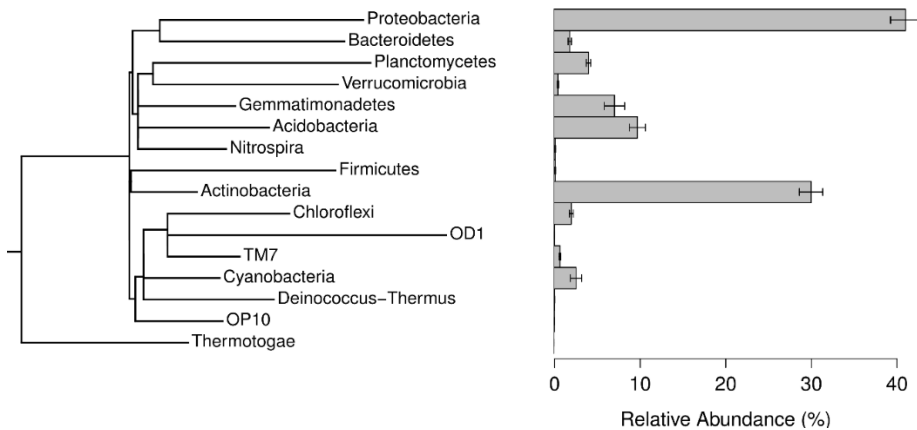 Proteobacteria
Bacteroidetes
Planctomycetes
Verrucomicrobia
Gemmatimonadetes
Acidobacteria
Nitrospira
Firmicutes
Actinobacteria
Chloroflexi
OD1
TM7
Cyanobacteria
Deinococcus−Thermus
OP10
Thermotogae
0 10 20 30 40
Relative Abundance (%)